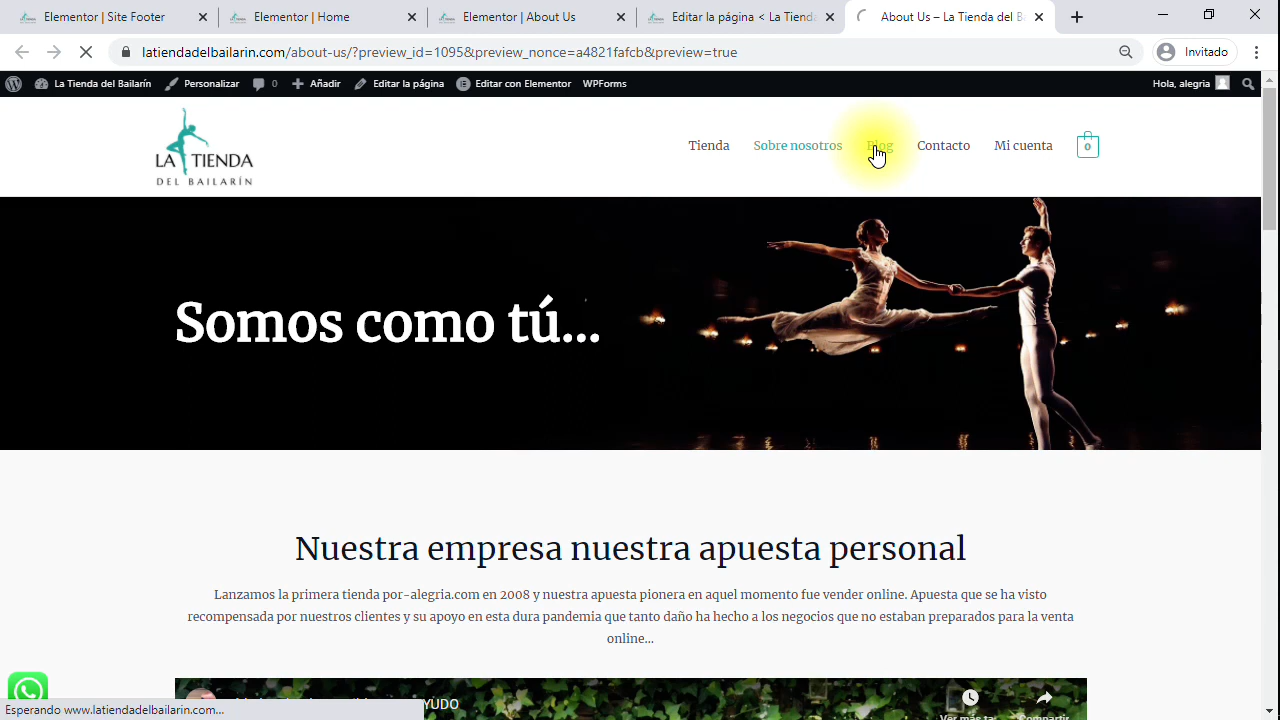 Elementor | Site Footer
Elementor | Home
Elementor | About Us
Editar la página < La Tienda
About Us – La Tienda del B
latiendadelbailarin.com/about-us/?preview_id=1095&preview_nonce=a4821fafcb&preview=true
Invitado
La Tienda del Bailarín
Personalizar
0
Añadir
Editar la página
Editar con Elementor
WPForms
Hola, alegria
LA TIENDA
DEL BAILARÍN
Tienda
Sobre nosotros
Blog
Contacto
Mi cuenta
0
Somos como tú...
Nuestra empresa nuestra apuesta personal
Lanzamos la primera tienda por-alegria.com en 2008 y nuestra apuesta pionera en aquel momento fue vender online. Apuesta que se ha visto
recompensada por nuestros clientes y su apoyo en esta dura pandemia que tanto daño ha hecho a los negocios que no estaban preparados para la venta
online...
YUDO
Ver más ta
Compartir
Esperando www.latiendadelbailarin.com...